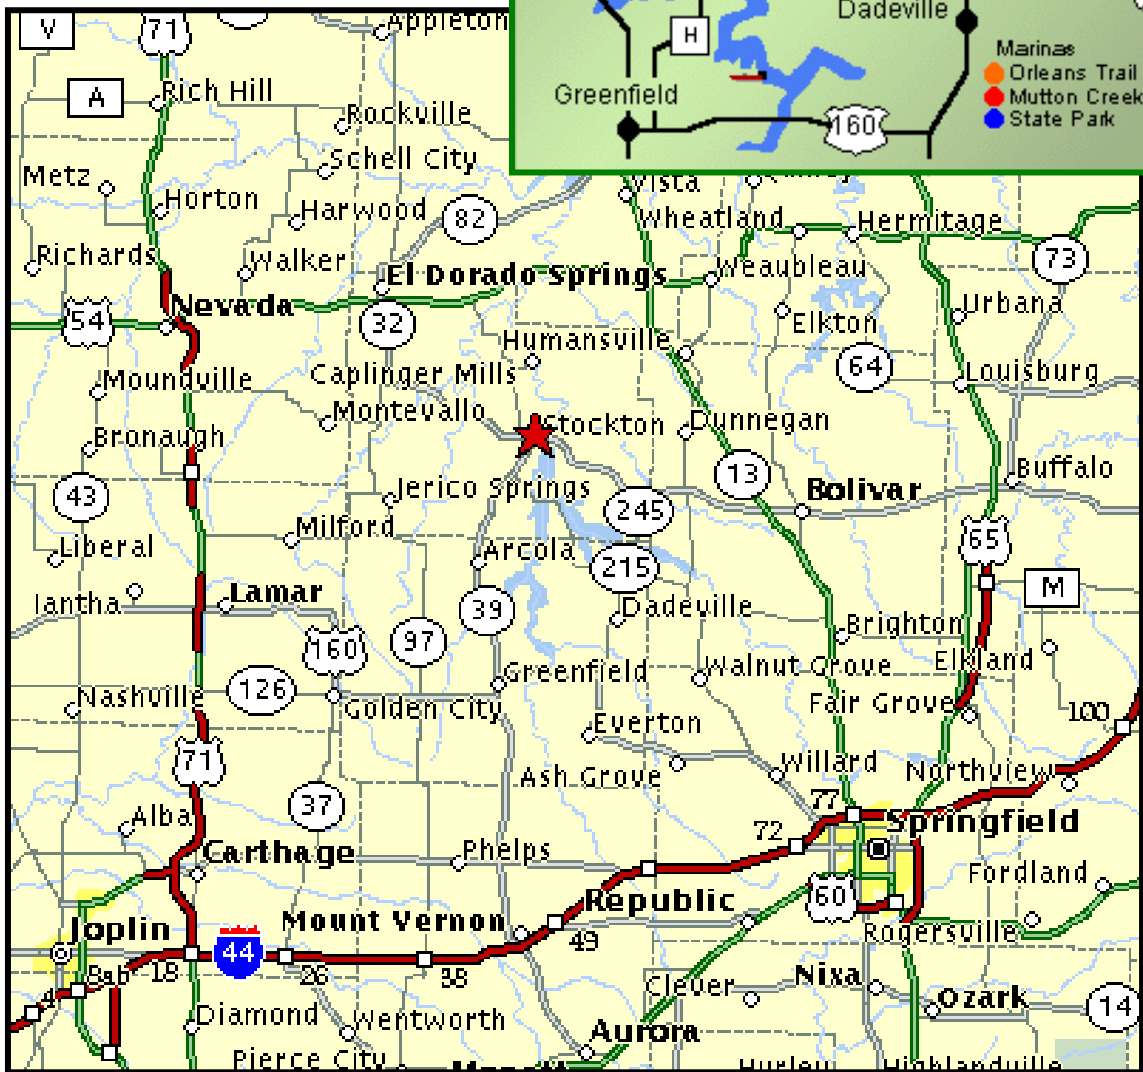 V
71
Appleton
Dadeville
H
Marinas
Orleans Trail
Mutton Creek
State Park
A
Rich Hill
Greenfield
160
Rockville
Schell City
Metz
Vista
Horton
Harwood
82
Wheatland
Hermitage
Richards
Walker
El Dorado Springs
Weaubleau
73
Nevada
54
32
Elkton
Urbana
Humansville
64
Caplinger Mills
Moundville
Louisburg
Montevallo
Stockton
Dunnegan
Bronaugh
13
Buffalo
43
Jerico Springs
Bolivar
245
Milford
Liberal
Arcola
65
215
M
Iantha
Lamar
39
Dadeville
Brighton
160
97
Elkland
126
Greenfield
Walnut Grove
Nashville
Golden City
Fair Grove
100
Everton
71
Ash Grove
Willard
Northview
37
77
Alba
72
Springfield
Carthage
Phelps
Fordland
60
Republic
Joplin
Mount Vernon
49
Rogersville
44
8ab
18
26
38
Nixa
4
Clever
Ozark
14
Diamond
Wentworth
Aurora
Pierce City
Hurley
Highlandville